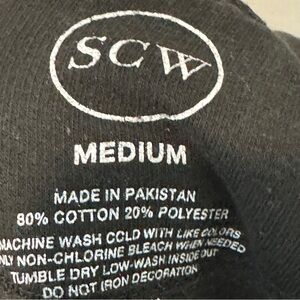 SCW
MEDIUM
MADE IN PAKISTAN
80% COTTON 20% POLYESTER
MACHINE WASH COLD WITH LIKE COLORS
NLY NON-CHLORINE BLEACH WHEN NEEDED
TUMBLE DRY LOW-WASH INSIDE OUT
DO NOT IRON DECORATION